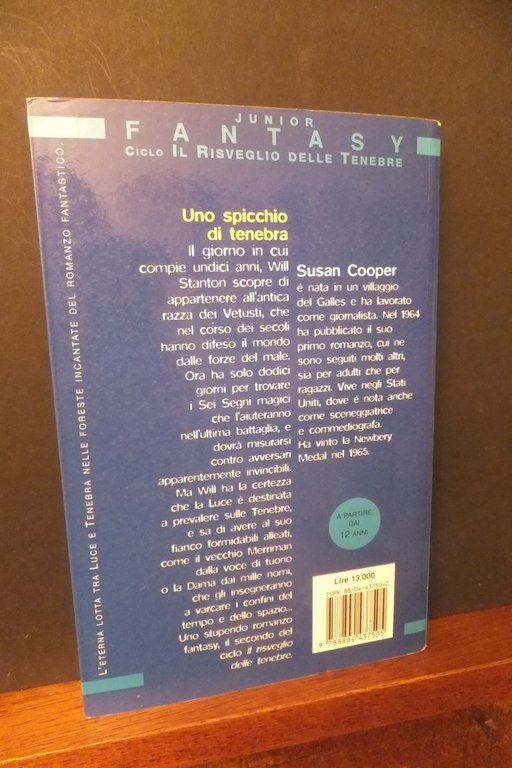 JUNIOR
FANTASY
CICLO IL RISVEGLIO DELLE TENEBRE
L'ETERNA LOTTA TRA LUCE E TENEBRA NELLE FORESTE INCANTATE DEL ROMANZO FANTASTICO.
Uno spicchio
di tenebra
Il giorno in cui
compie undici anni, Will
Stanton scopre di
appartenere all'antica
razza dei Vetusti, che
nel corso dei secoli
hanno difeso il mondo
dalle forze del male.
Ora ha solo dodici
giorni per trovare
i Sei Segni magici
che l'aiuteranno
nell'ultima battaglia, e
dovrà misurarsi
contro avversari
apparentemente invincibili.
Ma Will ha la certezza
che la Luce è destinata
a prevalere sulle Tenebre,
e sa di avere al suo
fianco formidabili alleati,
come il vecchio Merriman
dalla voce di tuono
o la Dama dai mille nomi,
che gli insegneranno
a varcare i confini del
tempo e dello spazio...
Uno stupendo romanzo
fantasy, il secondo del
ciclo il risveglio
delle tenebre.
Susan Cooper
è nata in un villaggio
del Galles e ha lavorato
come giornalista. Nel 1964
ha pubblicato il suo
primo romanzo, cui ne
sono seguiti molti altri,
sia per adulti che per
ragazzi. Vive negli Stati
Uniti, dove è nota anche
come sceneggiatrice
e commediografa.
Ha vinto la Newbery
Medal nel 1965.
A PARTIRE
DAI
12 ANNI
Lire 13.000
ISBN 88-04-43750-2
9 788804 437505